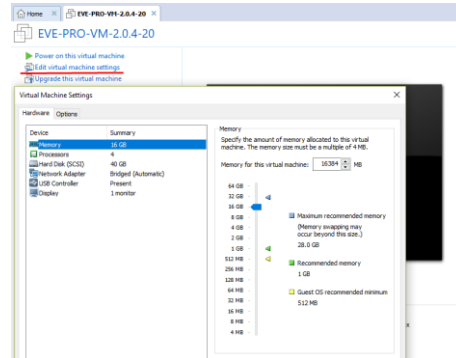 Home
EVE-PRO-VM-2.0.4-20
EVE-PRO-VM-2.0.4-20
Power on this virtual machine
Edit virtual machine settings
Upgrade this virtual machine
Virtual Machine Settings
Hardware Options
Device Summary
Memory 16 GB
Processors 4
Hard Disk (SCSI) 40 GB
Network Adapter Bridged (Automatic)
USB Controller Present
Display 1 monitor
Memory
Specify the amount of memory allocated to this virtual
machine. The memory size must be a multiple of 4 MB.
Memory for this virtual machine: 16384 MB
64 GB
32 GB
16 GB
8 GB
4 GB
2 GB
1 GB
512 MB
256 MB
128 MB
64 MB
32 MB
16 MB
8 MB
4 MB
Maximum recommended memory
(Memory swapping may
occur beyond this size.)
28.0 GB
Recommended memory
1 GB
Guest OS recommended minimum
512 MB